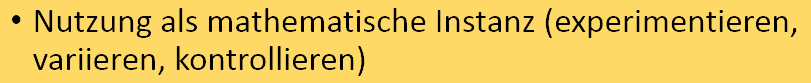 • Nutzung als mathematische Instanz (experimentieren,
variieren, kontrollieren)